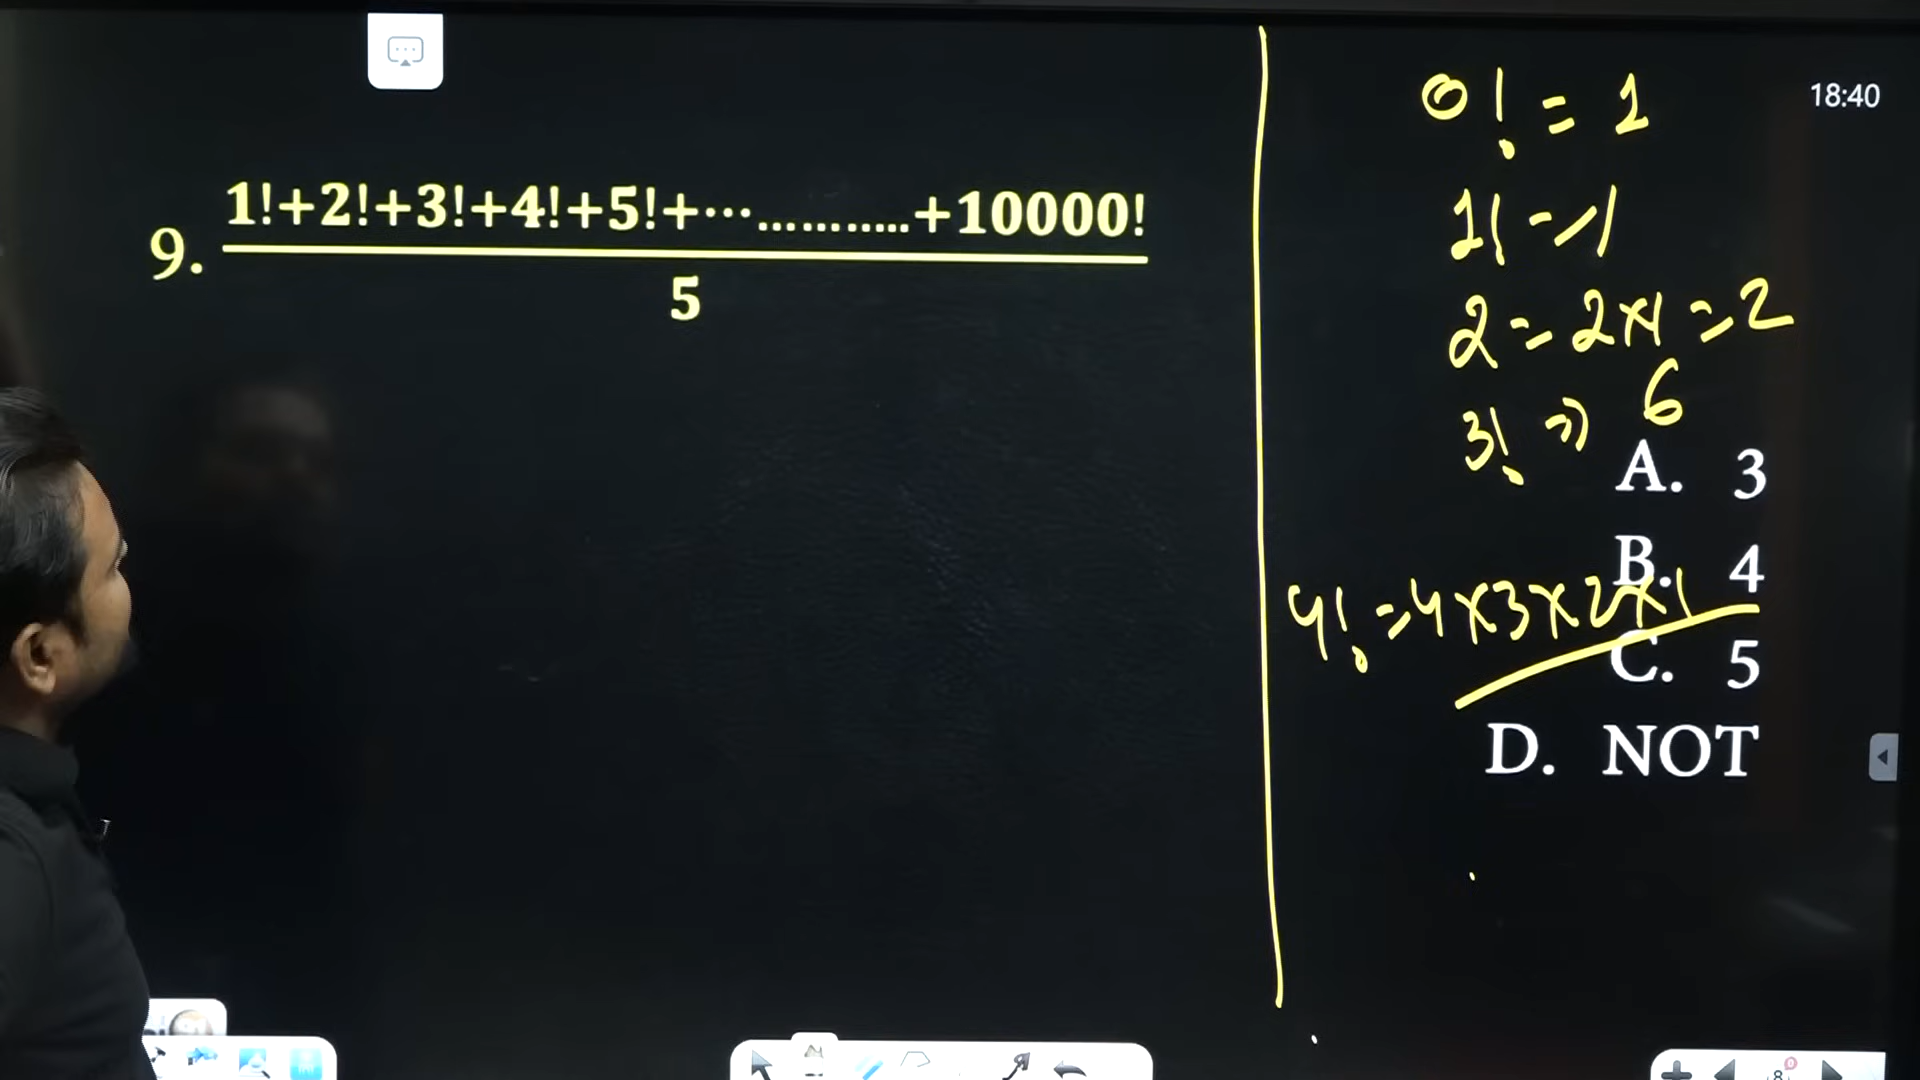 18:40
9. 1!+2!+3!+4!+5!+⋯...........+10000!
5
0! = 1
1! = 1
2 = 2×1 = 2
3! ⇒ 6
4! = 4×3×2×1
A. 3
B. 4
C. 5
D. NOT
8